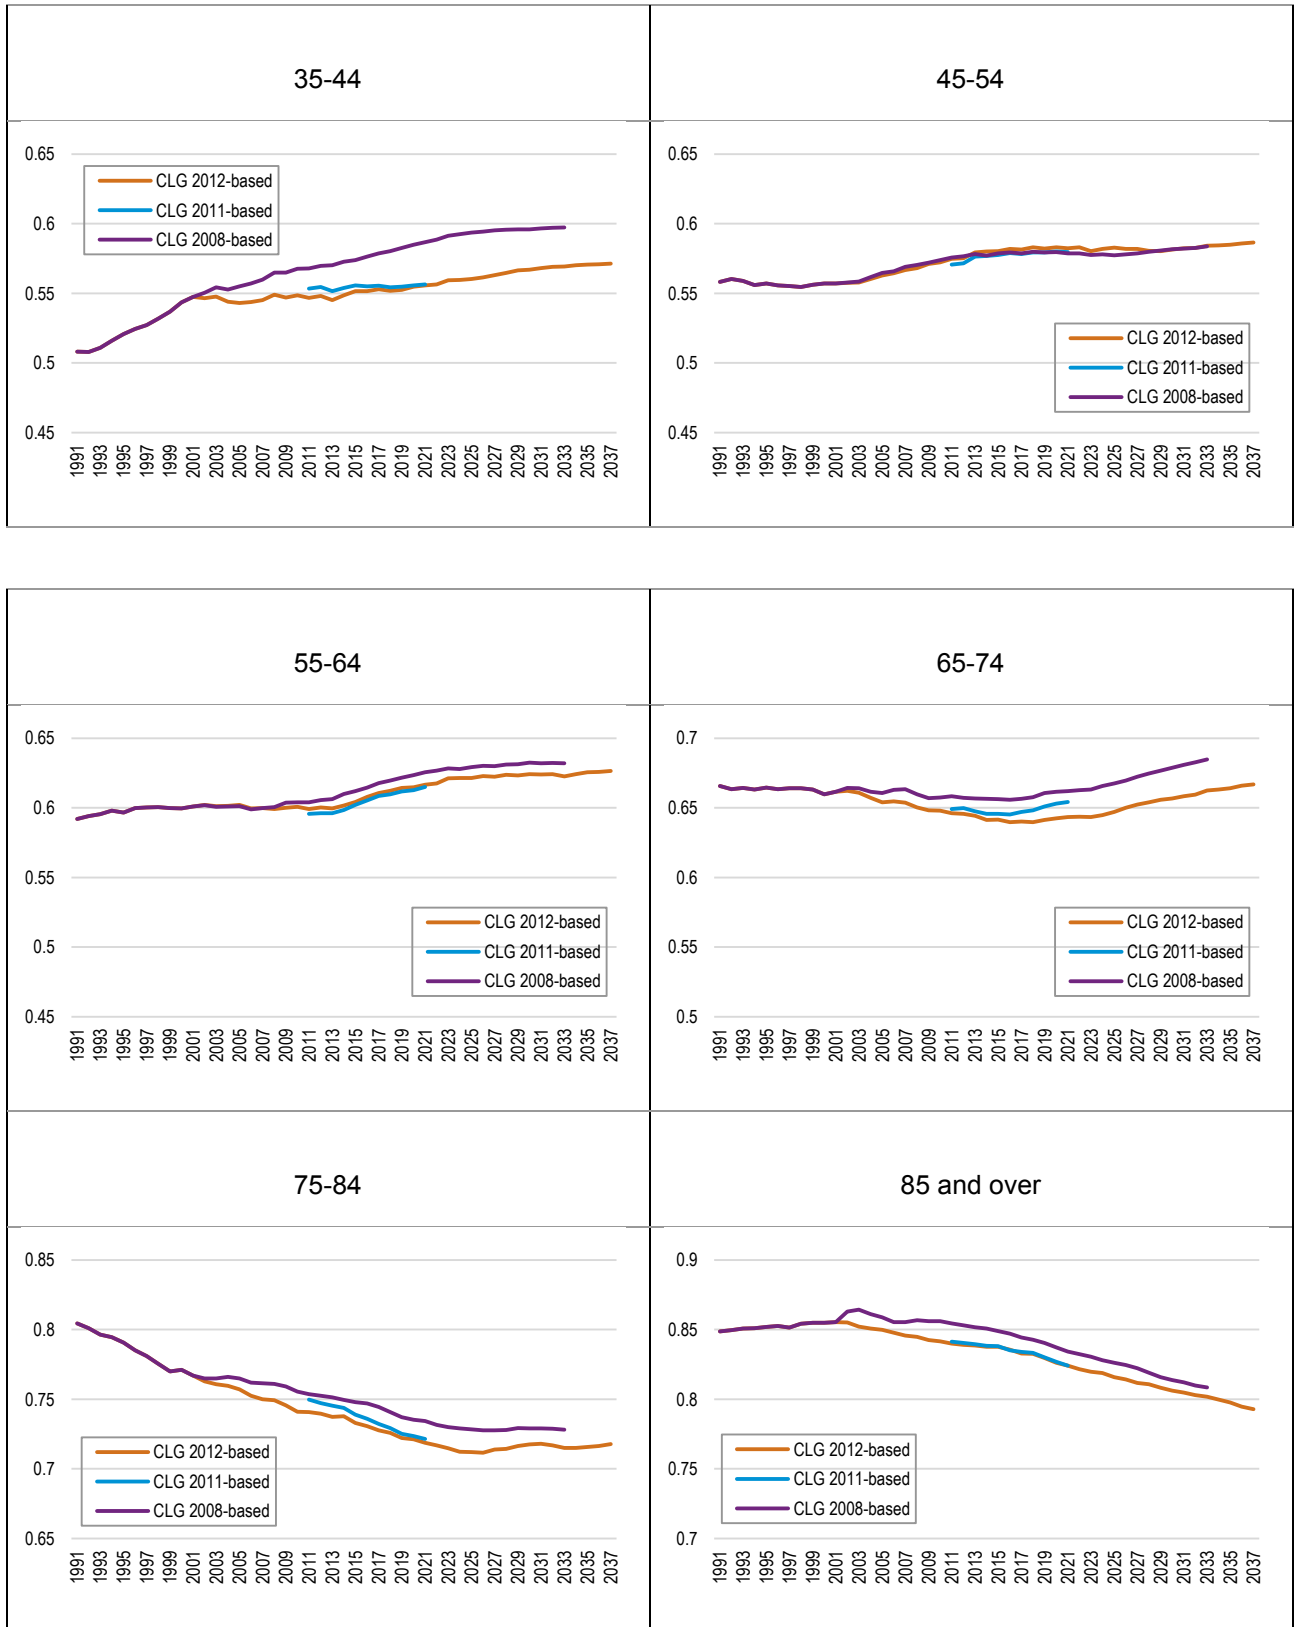 35-44
45-54
0.65
0.6
0.55
0.5
0.45
CLG 2012-based
CLG 2011-based
CLG 2008-based
1991 1993 1995 1997 1999 2001 2003 2005 2007 2009 2011 2013 2015 2017 2019 2021 2023 2025 2027 2029 2031 2033 2035 2037
0.65
0.6
0.55
0.5
0.45
CLG 2012-based
CLG 2011-based
CLG 2008-based
1991 1993 1995 1997 1999 2001 2003 2005 2007 2009 2011 2013 2015 2017 2019 2021 2023 2025 2027 2029 2031 2033 2035 2037
55-64
65-74
0.65
0.6
0.55
0.5
0.45
CLG 2012-based
CLG 2011-based
CLG 2008-based
1991 1993 1995 1997 1999 2001 2003 2005 2007 2009 2011 2013 2015 2017 2019 2021 2023 2025 2027 2029 2031 2033 2035 2037
0.7
0.65
0.6
0.55
0.5
CLG 2012-based
CLG 2011-based
CLG 2008-based
1991 1993 1995 1997 1999 2001 2003 2005 2007 2009 2011 2013 2015 2017 2019 2021 2023 2025 2027 2029 2031 2033 2035 2037
75-84
85 and over
0.85
0.8
0.75
0.7
0.65
CLG 2012-based
CLG 2011-based
CLG 2008-based
1991 1993 1995 1997 1999 2001 2003 2005 2007 2009 2011 2013 2015 2017 2019 2021 2023 2025 2027 2029 2031 2033 2035 2037
0.9
0.85
0.8
0.75
0.7
CLG 2012-based
CLG 2011-based
CLG 2008-based
1991 1993 1995 1997 1999 2001 2003 2005 2007 2009 2011 2013 2015 2017 2019 2021 2023 2025 2027 2029 2031 2033 2035 2037